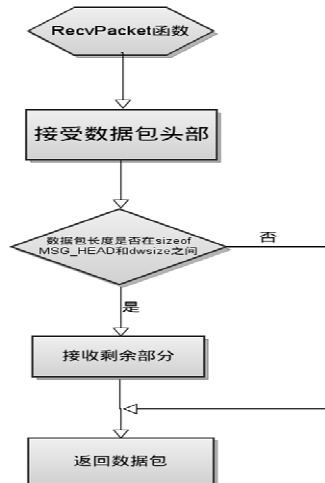 RecvPacket函数
接受数据包头部
数据包长度是否在sizeof
MSG_HEAD和dwsize之间
否
是
接收剩余部分
返回数据包